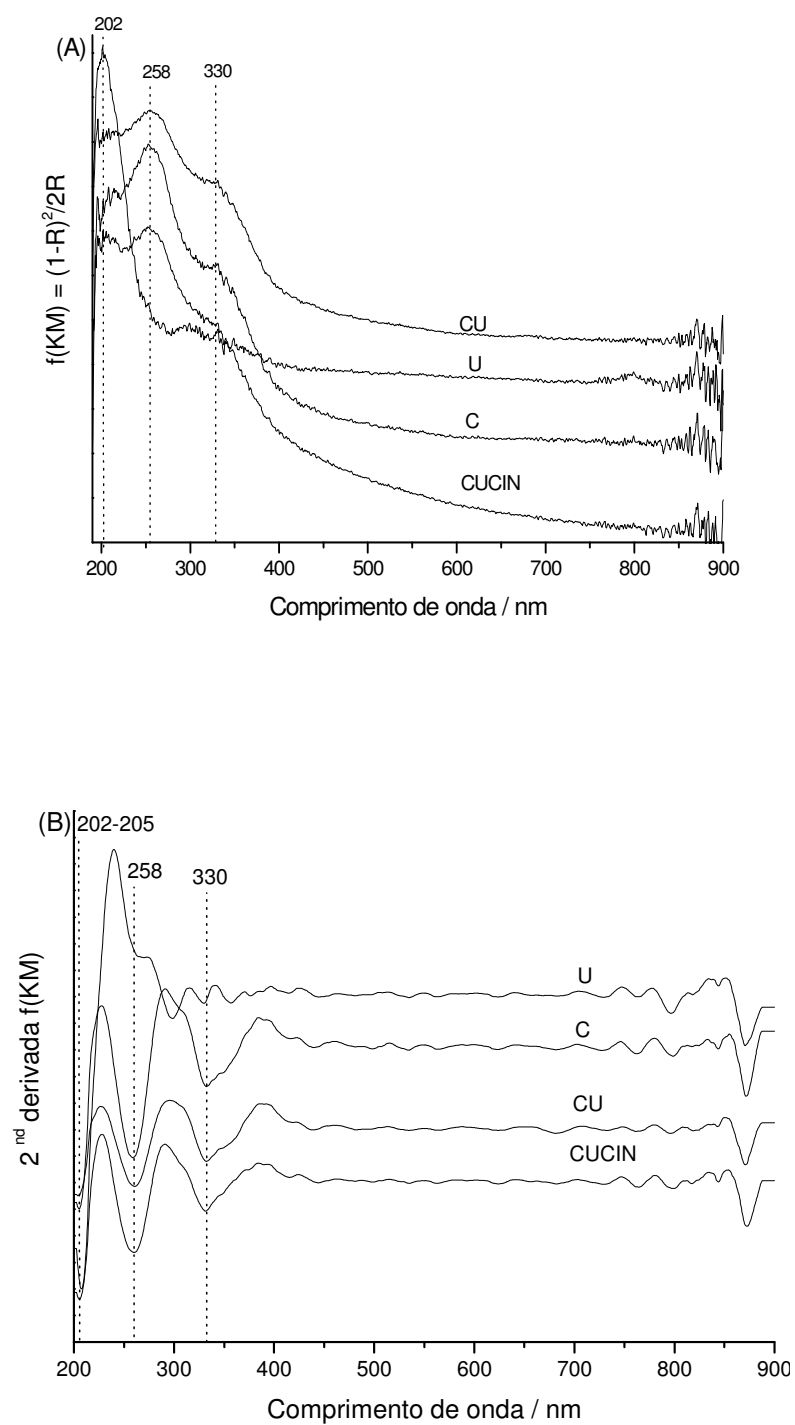 202
(A)
258
330
f(KM) = (1-R)²/2R
CU
U
C
CUCIN
200 300 400 500 600 700 800 900
Comprimento de onda / nm
(B) 202-205
258
330
2 ⁿᵈ derivada f(KM)
U
C
CU
CUCIN
200 300 400 500 600 700 800 900
Comprimento de onda / nm